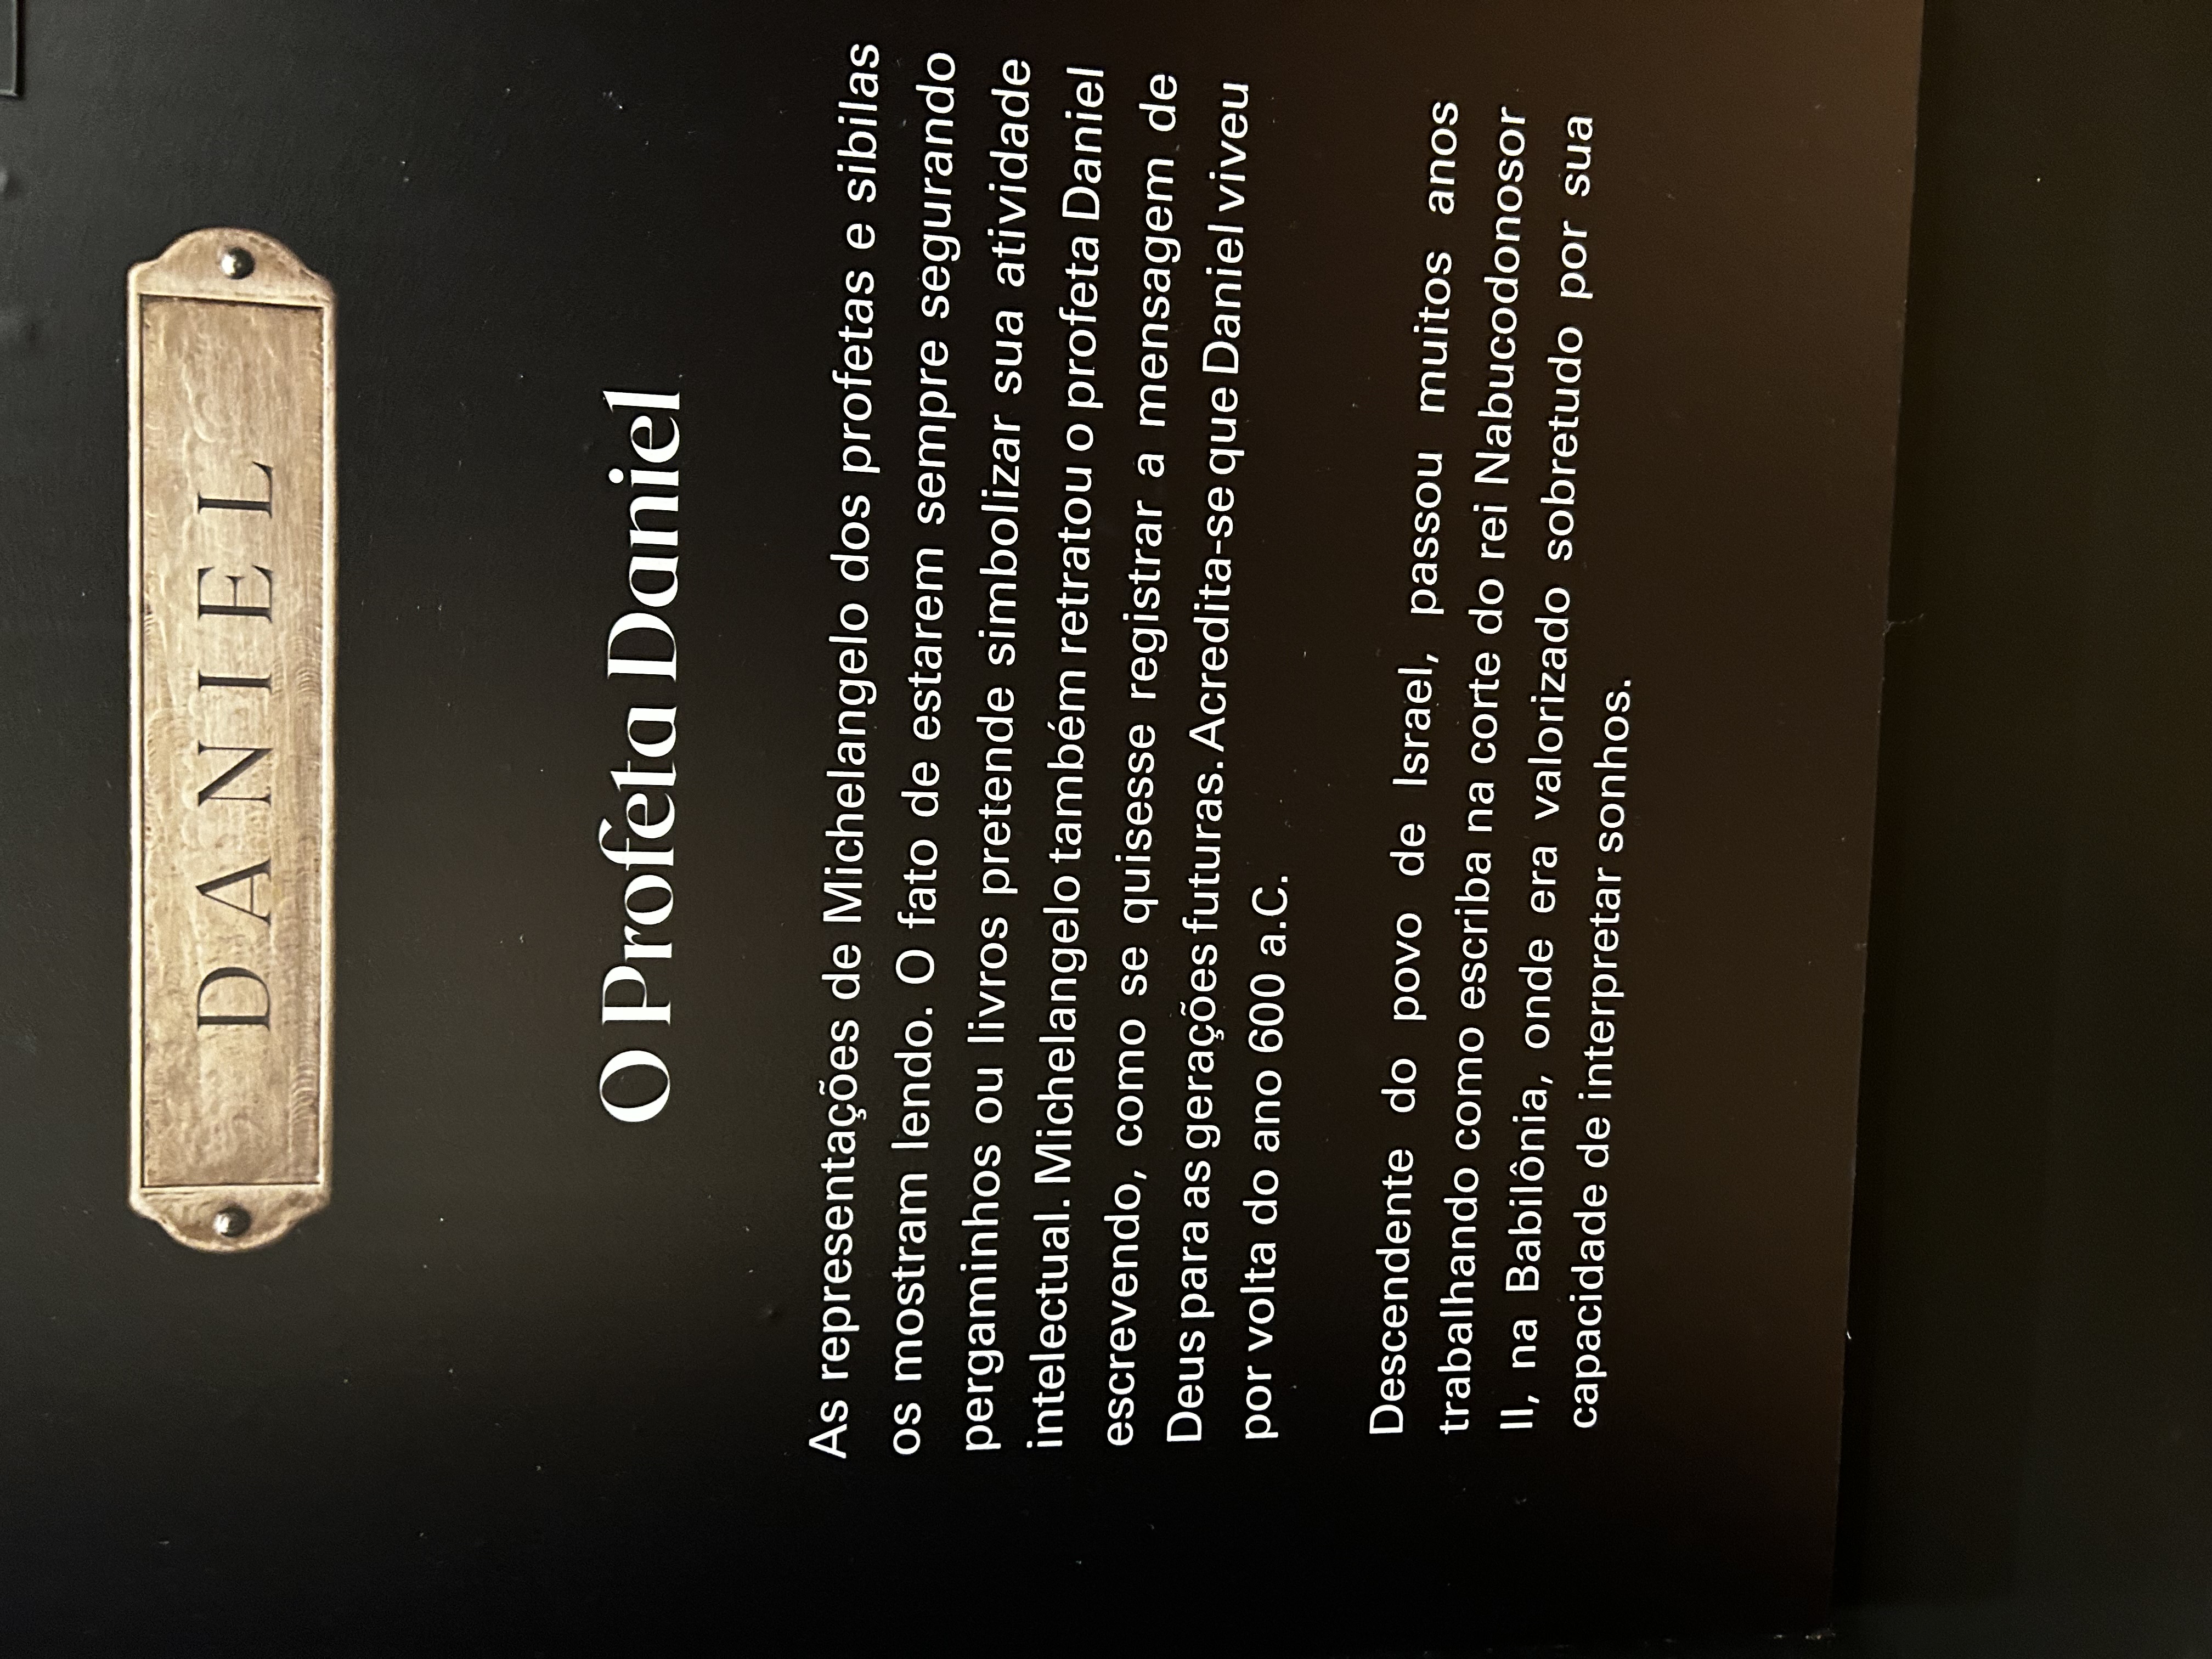 DANIEL
O Profeta Daniel
As representações de Michelangelo dos profetas e sibilas
os mostram lendo. O fato de estarem sempre segurando
pergaminhos ou livros pretende simbolizar sua atividade
intelectual. Michelangelo também retratou o profeta Daniel
escrevendo, como se quisesse registrar a mensagem de
Deus para as gerações futuras. Acredita-se que Daniel viveu
por volta do ano 600 a.C.
Descendente do povo de Israel, passou muitos anos
trabalhando como escriba na corte do rei Nabucodonosor
II, na Babilônia, onde era valorizado sobretudo por sua
capacidade de interpretar sonhos.